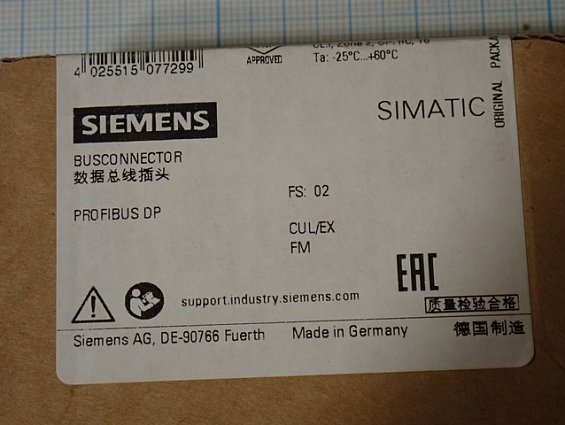 4 025515 077299
APPROVED
Ta: -25°C...+60°C
ORIGINAL PACKA
SIEMENS
SIMATIC
BUSCONNECTOR
数据总线插头
FS: 02
PROFIBUS DP
CUL/EX
FM
EAC
support.industry.siemens.com
质量检验合格
Siemens AG, DE-90766 Fuerth Made in Germany 德国制造